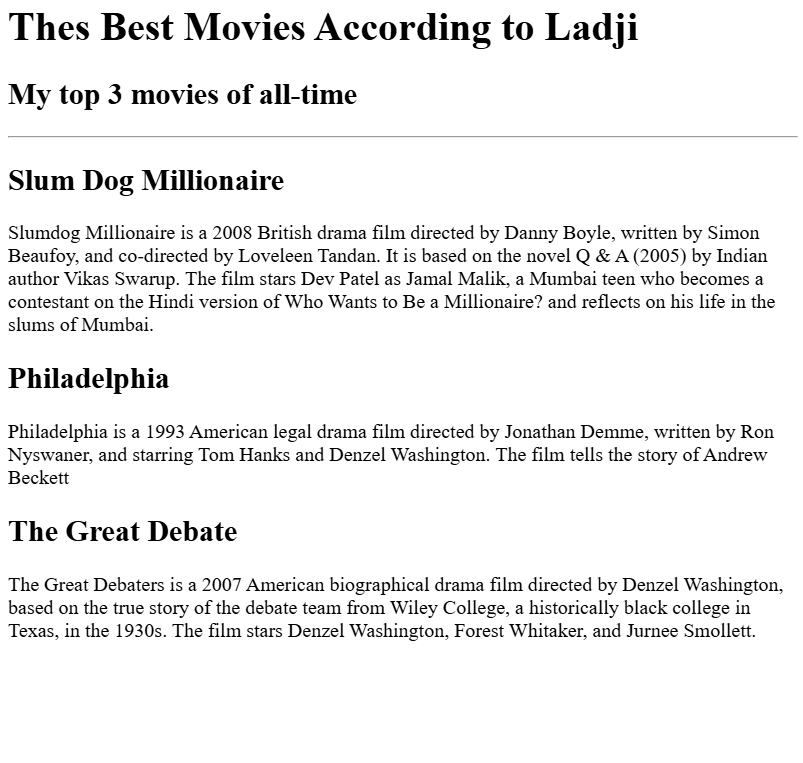 Thes Best Movies According to Ladji
My top 3 movies of all-time
Slum Dog Millionaire
Slumdog Millionaire is a 2008 British drama film directed by Danny Boyle, written by Simon
Beaufoy, and co-directed by Loveleen Tandan. It is based on the novel Q & A (2005) by Indian
author Vikas Swarup. The film stars Dev Patel as Jamal Malik, a Mumbai teen who becomes a
contestant on the Hindi version of Who Wants to Be a Millionaire? and reflects on his life in the
slums of Mumbai.
Philadelphia
Philadelphia is a 1993 American legal drama film directed by Jonathan Demme, written by Ron
Nyswaner, and starring Tom Hanks and Denzel Washington. The film tells the story of Andrew
Beckett
The Great Debate
The Great Debaters is a 2007 American biographical drama film directed by Denzel Washington,
based on the true story of the debate team from Wiley College, a historically black college in
Texas, in the 1930s. The film stars Denzel Washington, Forest Whitaker, and Jurnee Smollett.